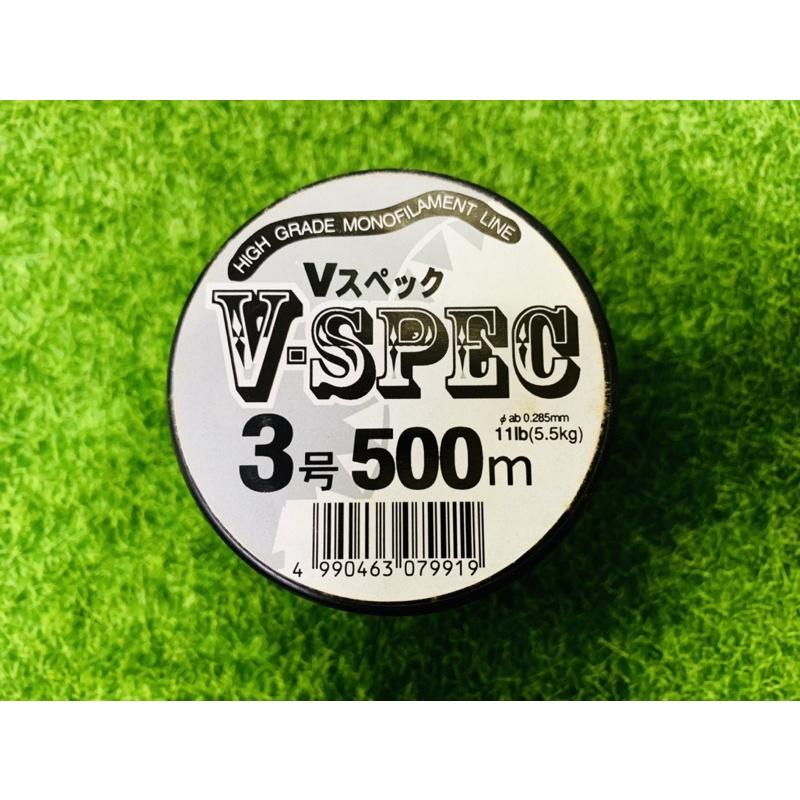 HIGH GRADE MONOFILAMENT LINE
Vスペック
V-SPEC
φab 0.285mm
11lb(5.5kg)
3号 500m
4 990463 079919